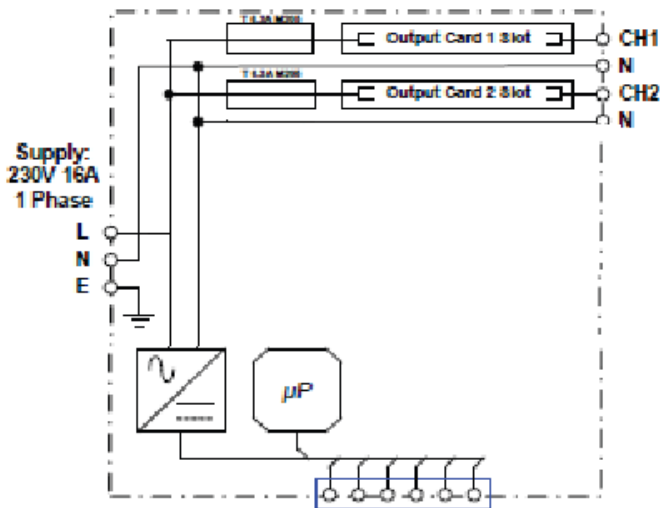 Output Card 1 Slot
CH1
N
Output Card 2 Slot
CH2
N
Supply:
230V 16A
1 Phase
L
N
E
µP